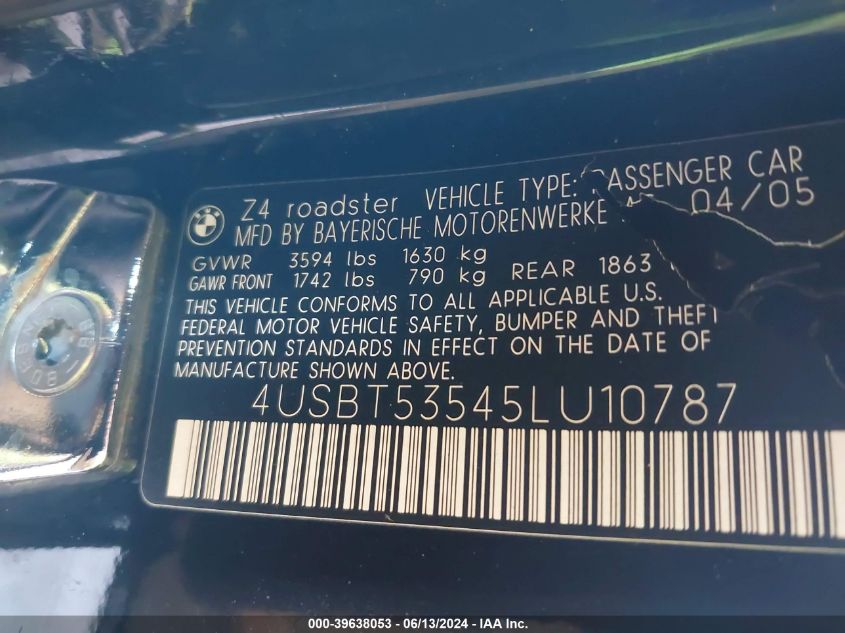 Z4 roadster VEHICLE TYPE: PASSENGER CAR
MFD BY BAYERISCHE MOTORENWERKE 04/05
GVWR 3594 lbs 1630 kg
GAWR FRONT 1742 lbs 790 kg REAR 1863
THIS VEHICLE CONFORMS TO ALL APPLICABLE U.S.
FEDERAL MOTOR VEHICLE SAFETY, BUMPER AND THEFT
PREVENTION STANDARDS IN EFFECT ON THE DATE OF
MANUFACTURE SHOWN ABOVE.
4USBT53545LU10787
000-39638053 - 06/13/2024 - IAA Inc.